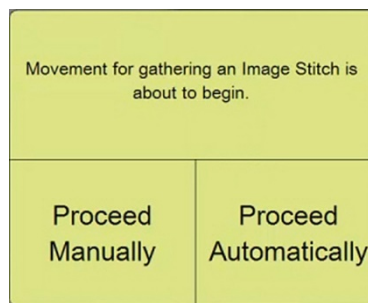 Movement for gathering an Image Stitch is
about to begin.
Proceed
Manually
Proceed
Automatically